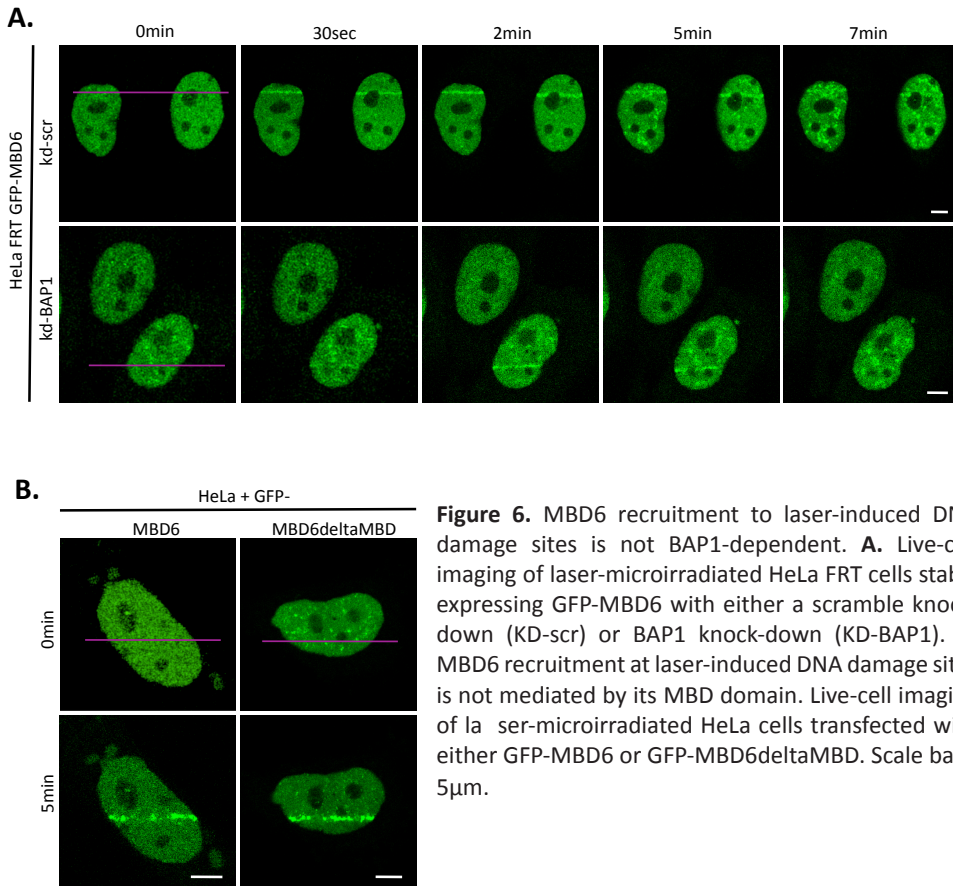 A.
0min 30sec 2min 5min 7min
HeLa FRT GFP-MBD6
kd-scr
kd-BAP1
B.
HeLa + GFP-
MBD6 MBD6deltaMBD
0min
5min
Figure 6. MBD6 recruitment to laser-induced
damage sites is not BAP1-dependent. A.
imaging of laser-microirradiated HeLa FRT cells
expressing GFP-MBD6 with either a scramble
down (KD-scr) or BAP1 knock-down (KD-BAP1).
MBD6 recruitment at laser-induced DNA damage
is not mediated by its MBD domain. Live-cell
of la ser-microirradiated HeLa cells transfected
either GFP-MBD6 or GFP-MBD6deltaMBD. Scale
5µm.